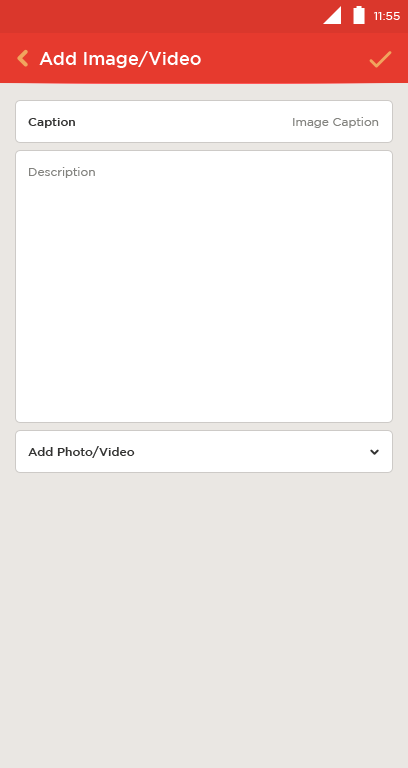 11:55
Add Image/Video
Caption Image Caption
Description
Add Photo/Video